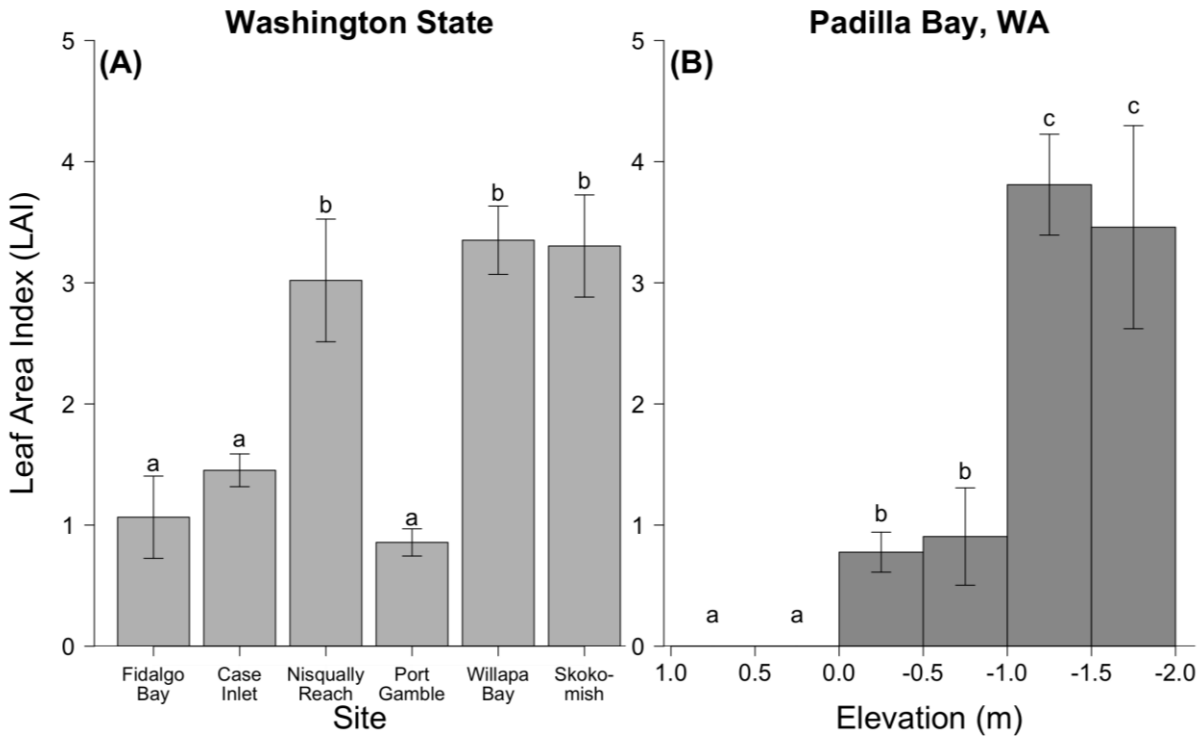 Washington State
(A)
Leaf Area Index (LAI)
5
4
3
2
1
0
a
a
b
a
b
b
Fidalgo
Bay
Case
Inlet
Nisqually
Reach
Port
Gamble
Willapa
Bay
Skoko-
mish
Site
Padilla Bay, WA
(B)
5
4
3
2
1
0
a
a
b
b
c
c
1.0 0.5 0.0 -0.5 -1.0 -1.5 -2.0
Elevation (m)